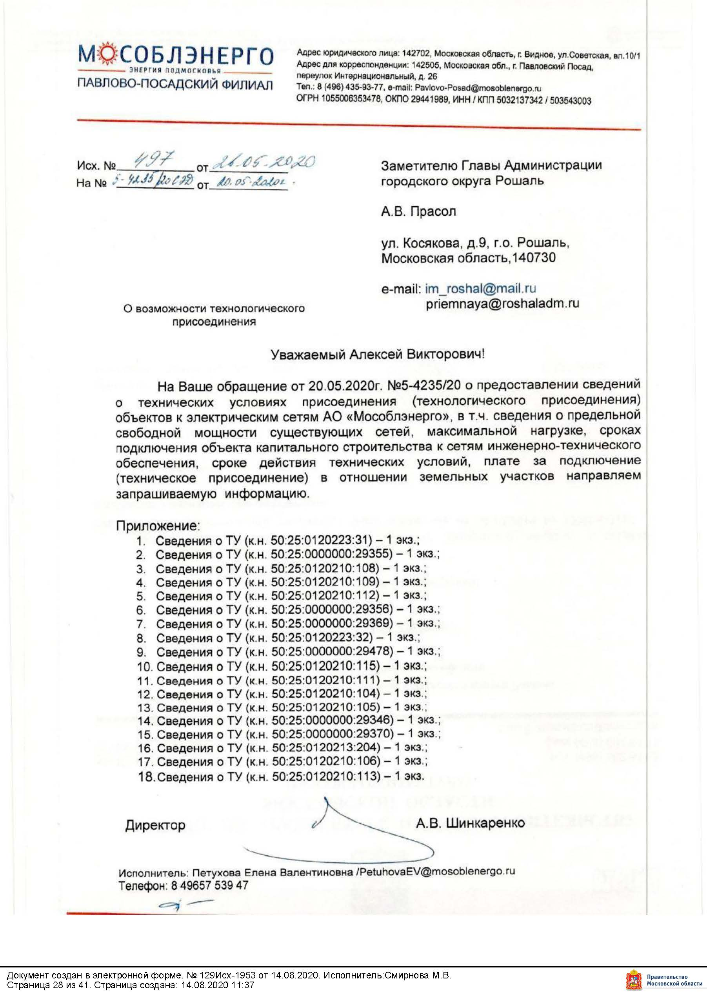 МОСОБЛЭНЕРГО
ЭНЕРГИЯ ПОДМОСКОВЬЯ
ПАВЛОВО-ПОСАДСКИЙ ФИЛИАЛ
Адрес юридического лица: 142702, Московская область, г. Видное, ул.Советская, вл.10/1
Адрес для корреспонденции: 142505, Московская обл., г. Павловский Посад,
переулок Интернациональный, д. 26
Тел.: 8 (496) 435-93-77, e-mail: Pavlovo-Posad@mosoblenergo.ru
ОГРН 1055006353478, ОКПО 29441989, ИНН / КПП 5032137342 / 503543003
Исх. № 497 от 26.05.2020
На № 5-4235/20СЭД от 20.05.2020г.
Заметителю Главы Администрации
городского округа Рошаль
А.В. Прасол
ул. Косякова, д.9, г.о. Рошаль,
Московская область,140730
e-mail: im_roshal@mail.ru
priemnaya@roshaladm.ru
О возможности технологического
присоединения
Уважаемый Алексей Викторович!
На Ваше обращение от 20.05.2020г. №5-4235/20 о предоставлении сведений
о технических условиях присоединения (технологического присоединения)
объектов к электрическим сетям АО «Мособлэнерго», в т.ч. сведения о предельной
свободной мощности существующих сетей, максимальной нагрузке, сроках
подключения объекта капитального строительства к сетям инженерно-технического
обеспечения, сроке действия технических условий, плате за подключение
(техническое присоединение) в отношении земельных участков направляем
запрашиваемую информацию.
Приложение:
1. Сведения о ТУ (к.н. 50:25:0120223:31) – 1 экз.;
2. Сведения о ТУ (к.н. 50:25:0000000:29355) – 1 экз.;
3. Сведения о ТУ (к.н. 50:25:0120210:108) – 1 экз.;
4. Сведения о ТУ (к.н. 50:25:0120210:109) – 1 экз.;
5. Сведения о ТУ (к.н. 50:25:0120210:112) – 1 экз.;
6. Сведения о ТУ (к.н. 50:25:0000000:29356) – 1 экз.;
7. Сведения о ТУ (к.н. 50:25:0000000:29369) – 1 экз.;
8. Сведения о ТУ (к.н. 50:25:0120223:32) – 1 экз.;
9. Сведения о ТУ (к.н. 50:25:0000000:29478) – 1 экз.;
10. Сведения о ТУ (к.н. 50:25:0120210:115) – 1 экз.;
11. Сведения о ТУ (к.н. 50:25:0120210:111) – 1 экз.;
12. Сведения о ТУ (к.н. 50:25:0120210:104) – 1 экз.;
13. Сведения о ТУ (к.н. 50:25:0120210:105) – 1 экз.;
14. Сведения о ТУ (к.н. 50:25:0000000:29346) – 1 экз.;
15. Сведения о ТУ (к.н. 50:25:0000000:29370) – 1 экз.;
16. Сведения о ТУ (к.н. 50:25:0120213:204) – 1 экз.;
17. Сведения о ТУ (к.н. 50:25:0120210:106) – 1 экз.;
18. Сведения о ТУ (к.н. 50:25:0120210:113) – 1 экз.
Директор А.В. Шинкаренко
Исполнитель: Петухова Елена Валентиновна /PetuhovaEV@mosoblenergo.ru
Телефон: 8 49657 539 47
Документ создан в электронной форме. № 129Исх-1953 от 14.08.2020. Исполнитель:Смирнова М.В.
Страница 28 из 41. Страница создана: 14.08.2020 11:37
Правительство
Московской области